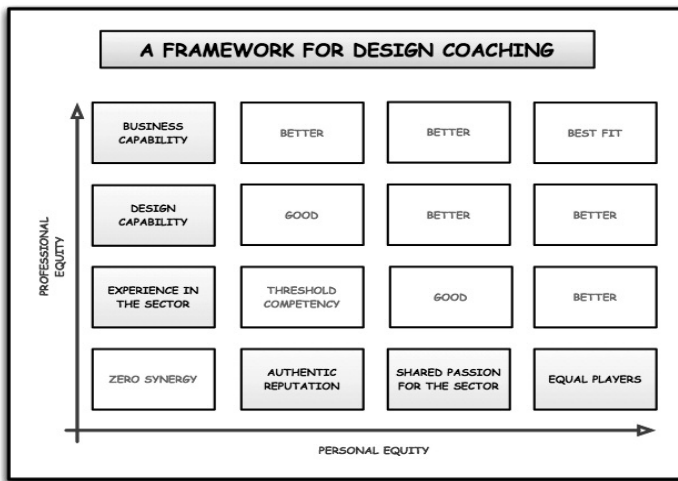 A FRAMEWORK FOR DESIGN COACHING
BUSINESS
CAPABILITY
BETTER
BETTER
BEST FIT
DESIGN
CAPABILITY
GOOD
BETTER
BETTER
PROFESSIONAL
EQUITY
EXPERIENCE IN
THE SECTOR
THRESHOLD
COMPETENCY
GOOD
BETTER
ZERO SYNERGY
AUTHENTIC
REPUTATION
SHARED PASSION
FOR THE SECTOR
EQUAL PLAYERS
PERSONAL EQUITY